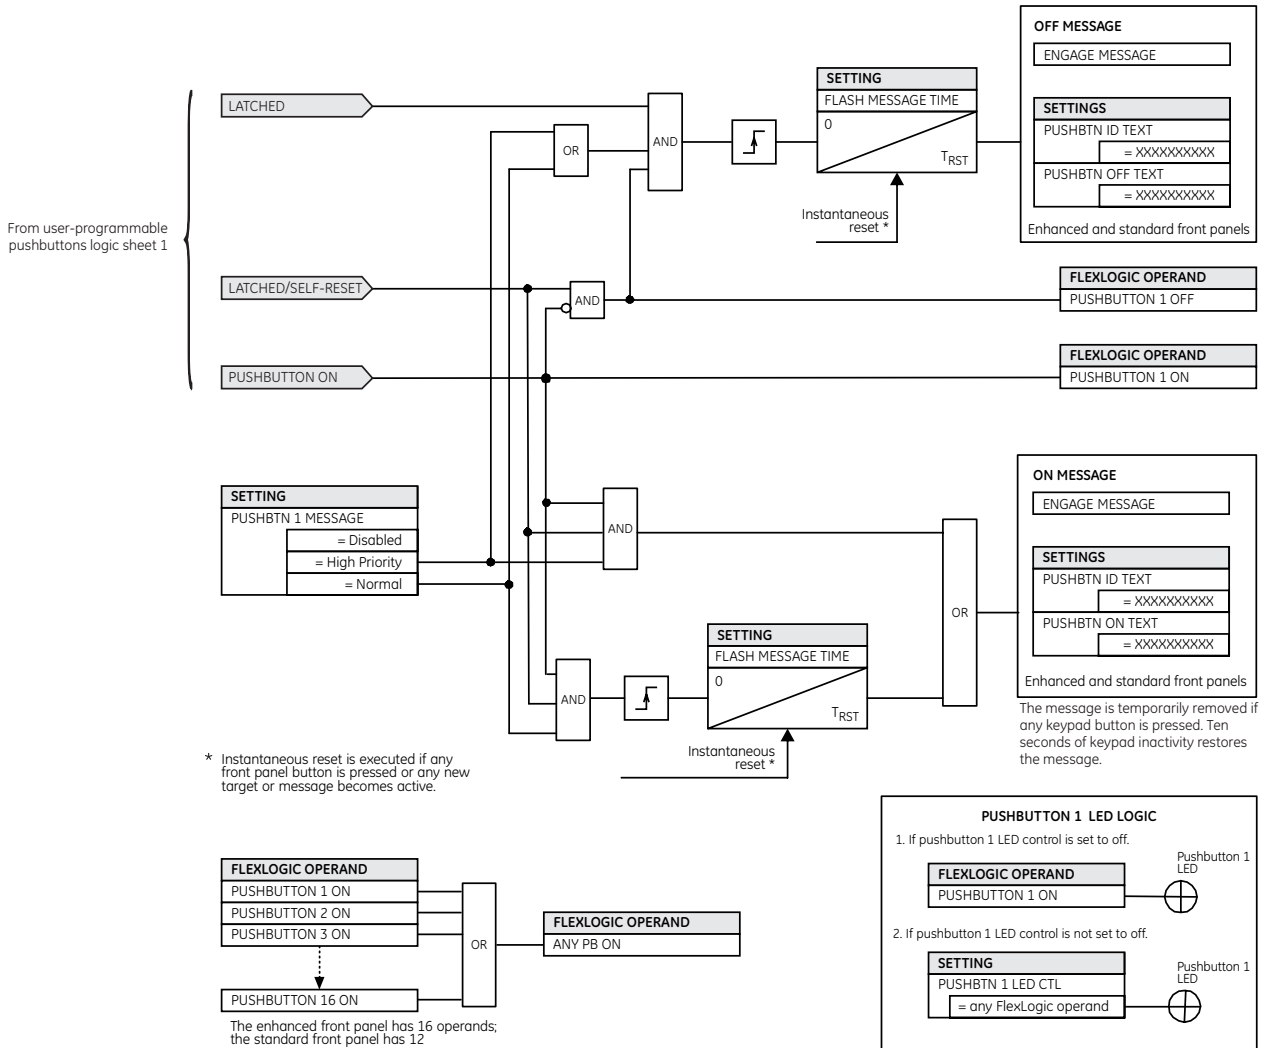 OFF MESSAGE
ENGAGE MESSAGE
SETTINGS
PUSHBTN ID TEXT
= XXXXXXXXXX
PUSHBTN OFF TEXT
= XXXXXXXXXX
Enhanced and standard front panels
SETTING
FLASH MESSAGE TIME
0
TRST
Instantaneous
reset *
LATCHED
OR
AND
From user-programmable
pushbuttons logic sheet 1
LATCHED/SELF-RESET
AND
FLEXLOGIC OPERAND
PUSHBUTTON 1 OFF
PUSHBUTTON ON
FLEXLOGIC OPERAND
PUSHBUTTON 1 ON
SETTING
PUSHBTN 1 MESSAGE
= Disabled
= High Priority
= Normal
AND
ON MESSAGE
ENGAGE MESSAGE
SETTINGS
PUSHBTN ID TEXT
= XXXXXXXXXX
PUSHBTN ON TEXT
= XXXXXXXXXX
Enhanced and standard front panels
The message is temporarily removed if
any keypad button is pressed. Ten
seconds of keypad inactivity restores
the message.
OR
SETTING
FLASH MESSAGE TIME
0
TRST
AND
Instantaneous
reset *
* Instantaneous reset is executed if any
front panel button is pressed or any new
target or message becomes active.
FLEXLOGIC OPERAND
PUSHBUTTON 1 ON
PUSHBUTTON 2 ON
PUSHBUTTON 3 ON
PUSHBUTTON 16 ON
OR
FLEXLOGIC OPERAND
ANY PB ON
The enhanced front panel has 16 operands;
the standard front panel has 12
PUSHBUTTON 1 LED LOGIC
1. If pushbutton 1 LED control is set to off.
FLEXLOGIC OPERAND
PUSHBUTTON 1 ON
Pushbutton 1
LED
2. If pushbutton 1 LED control is not set to off.
SETTING
PUSHBTN 1 LED CTL
= any FlexLogic operand
Pushbutton 1
LED